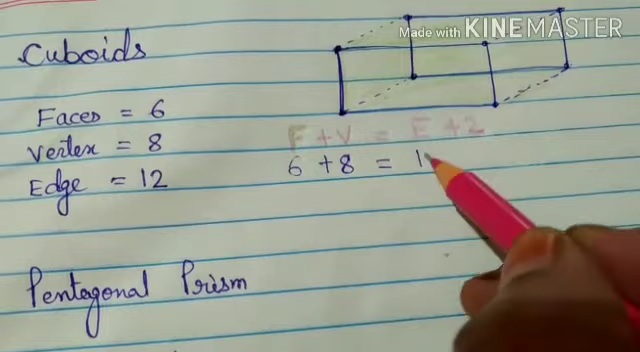 Made with KINEMASTER
Cuboids
Faces = 6
Vertex = 8
Edge = 12
F + V = E + 2
6 + 8 = 1
Pentagonal Prism